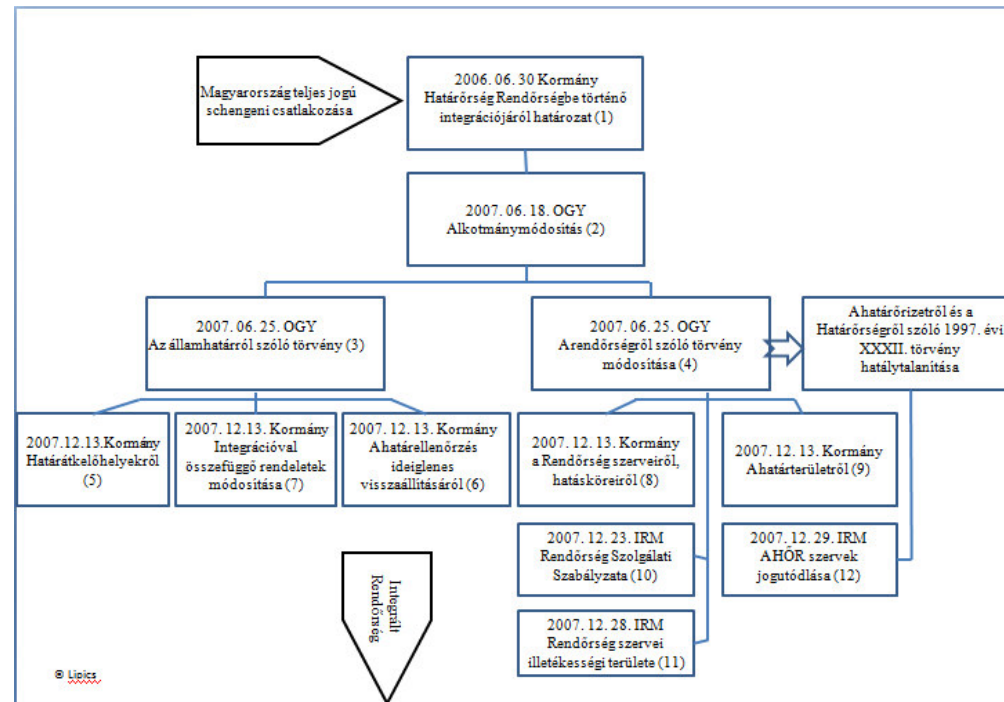 Magyarország teljes jogú
schengeni csatlakozása
2006. 06. 30 Kormány
Határőrség Rendőrségbe történő
integrációjáról határozat (1)
2007. 06. 18. OGY
Alkotmánymódosítás (2)
2007. 06. 25. OGY
Az államhatárról szóló törvény (3)
2007. 06. 25. OGY
Arendőrségről szóló törvény
módosítása (4)
Ahatárőrizetről és a
Határőrségről szóló 1997. évi
XXXII. törvény
hatálytalanítása
2007.12.13.Kormány
Határátkelőhelyekről
(5)
2007. 12.13. Kormány
Integrációval
összefüggő rendeletek
módosítása (7)
2007. 12. 13. Kormány
Ahatárellenőrzés
ideiglenes
visszaállításáról (6)
2007. 12. 13. Kormány
a Rendőrség szerveiről,
hatásköreiről (8)
2007. 12. 13. Kormány
Ahatárterületről (9)
2007. 12. 23. IRM
Rendőrség Szolgálati
Szabályzata (10)
2007. 12. 29. IRM
AHŐR szervek
jogutódlása (12)
2007. 12. 28. IRM
Rendőrség szervei
illetékességi területe (11)
Integrált
Rendőrség
® Lipics